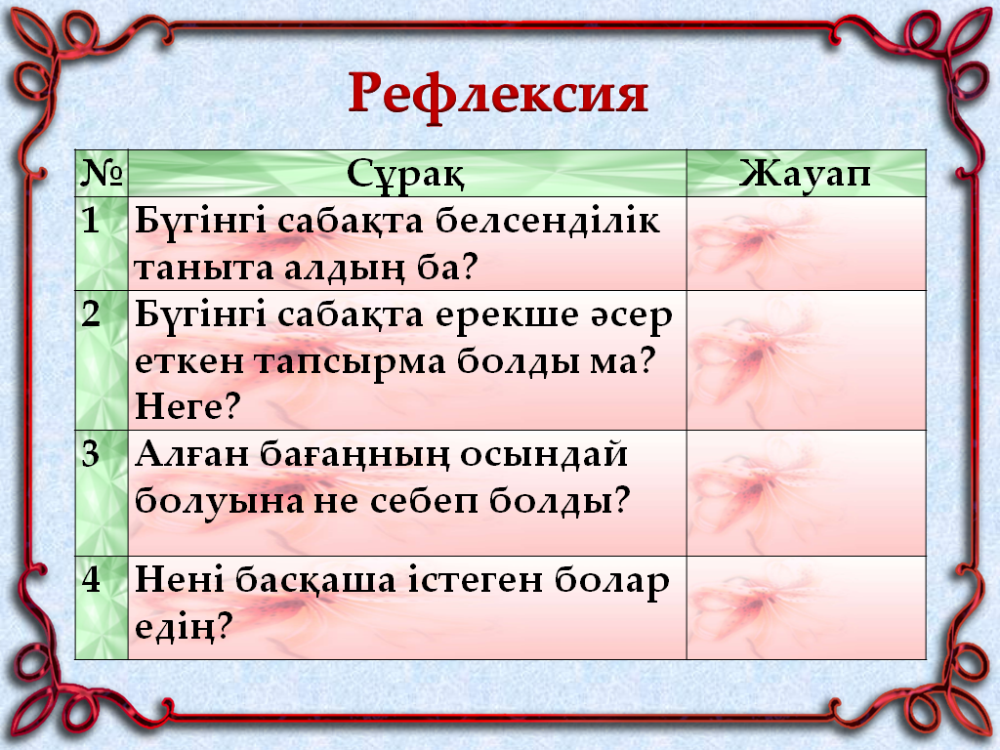 Рефлексия
№ Сұрақ Жауап
1 Бүгінгі сабақта белсенділік
таныта алдың ба?
2 Бүгінгі сабақта ерекше әсер
еткен тапсырма болды ма?
Неге?
3 Алған бағаңның осындай
болуына не себеп болды?
4 Нені басқаша істеген болар
едің?